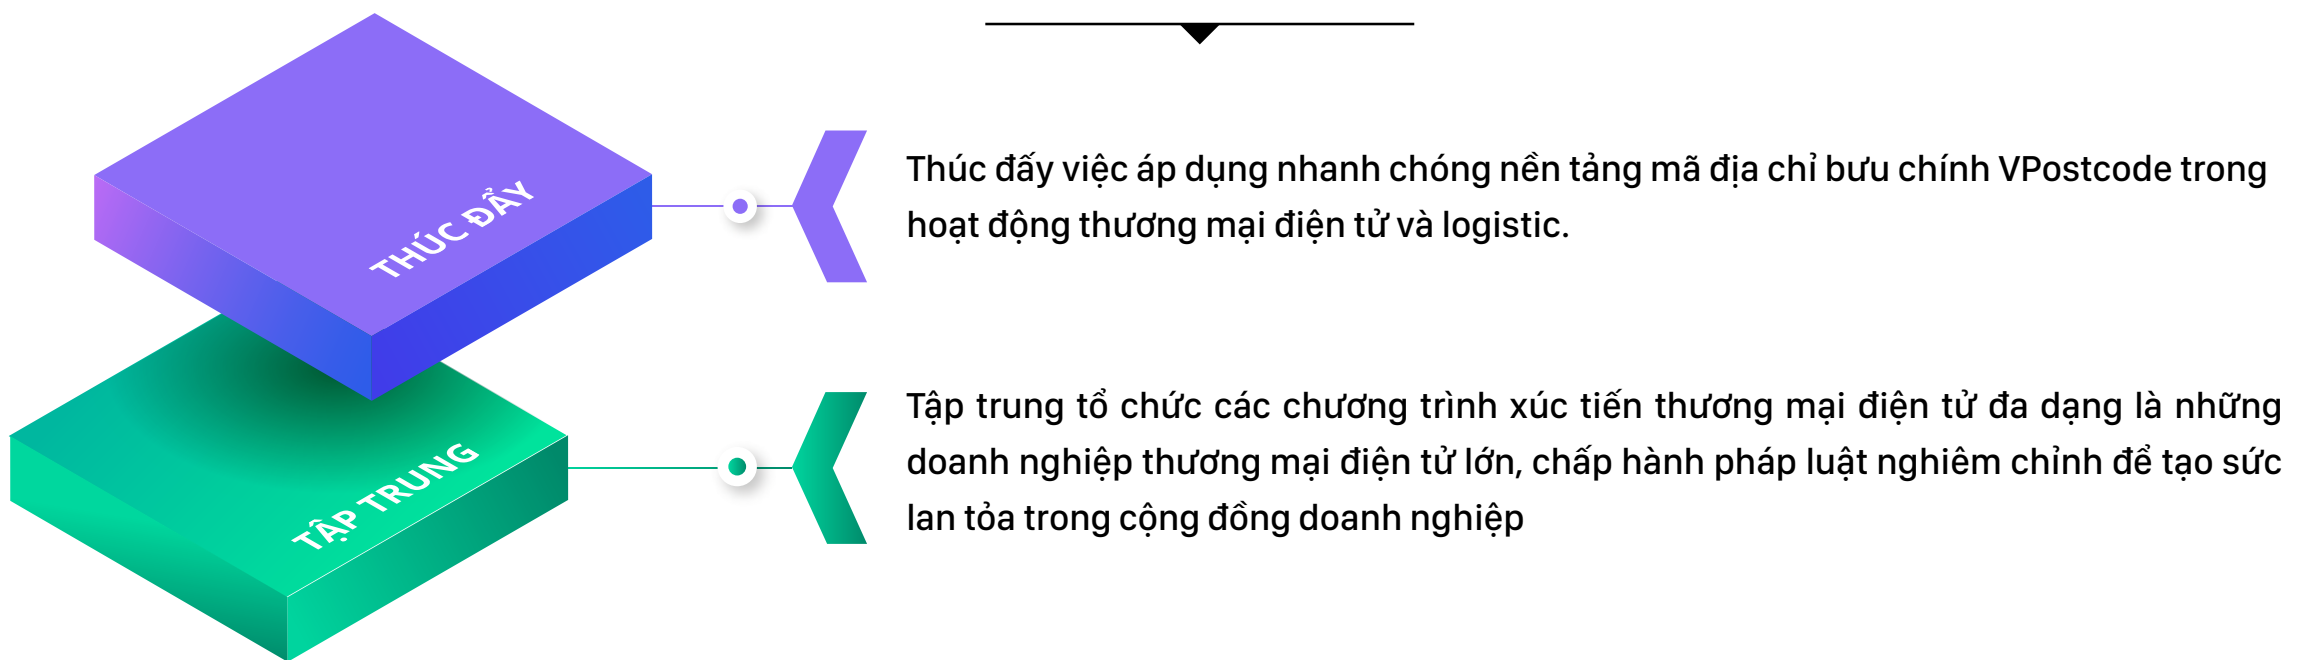 THÚC ĐẨY
Thúc đấy việc áp dụng nhanh chóng nền tảng mã địa chỉ bưu chính VPostcode trong
hoạt động thương mại điện tử và logistic.
TẬP TRUNG
Tập trung tổ chức các chương trình xúc tiến thương mại điện tử đa dạng là những
doanh nghiệp thương mại điện tử lớn, chấp hành pháp luật nghiêm chỉnh để tạo sức
lan tỏa trong cộng đồng doanh nghiệp